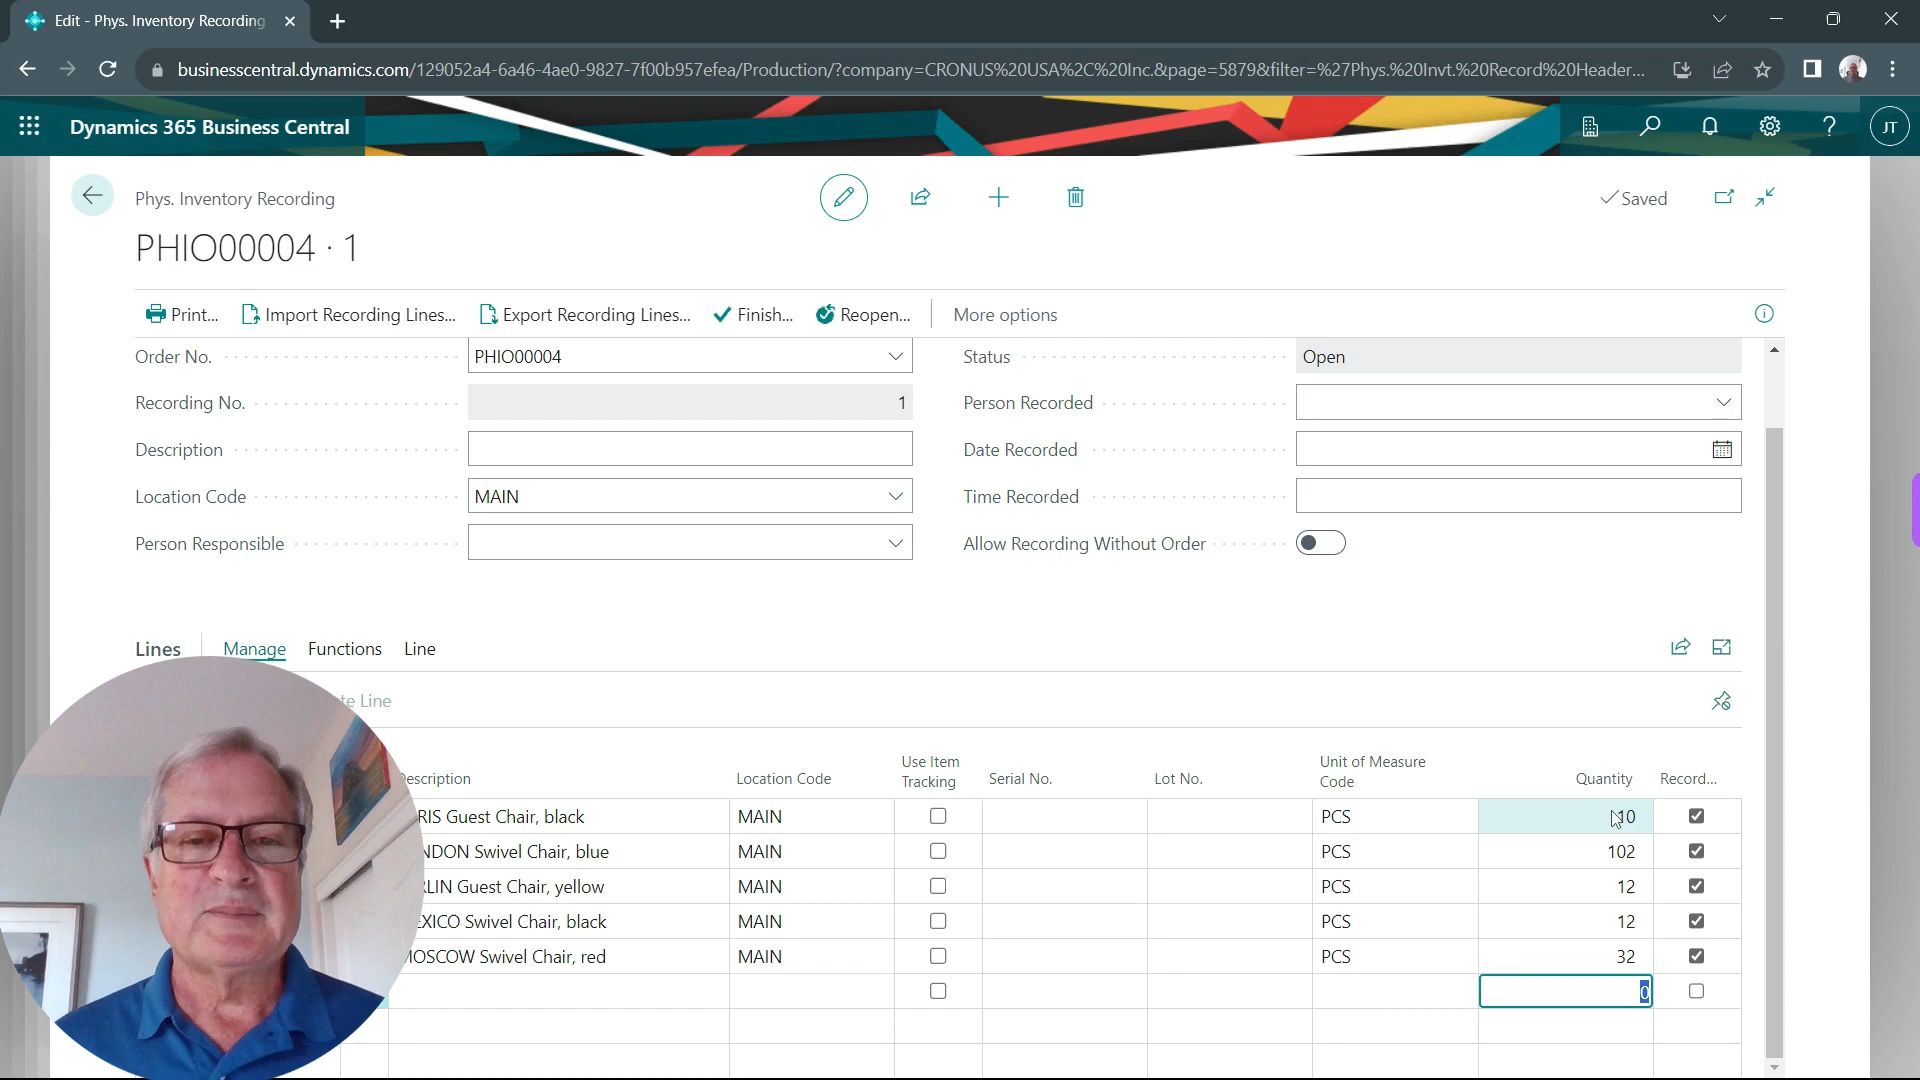 Edit - Phys. Inventory Recording
businesscentral.dynamics.com/129052a4-6a46-4ae0-9827-7f00b957efea/Production/?company=CRONUS%20USA%2C%20Inc.&page=5879&filter=%27Phys.%20Invt.%20Record%20Header...
Dynamics 365 Business Central
JT
Phys. Inventory Recording
Saved
PHIO00004 · 1
Print... Import Recording Lines... Export Recording Lines... Finish... Reopen... More options
Order No. PHIO00004 Status Open
Recording No. 1 Person Recorded
Description Date Recorded
Location Code MAIN Time Recorded
Person Responsible Allow Recording Without Order
Lines Manage Functions Line
te Line
Description Location Code Use Item Tracking Serial No. Lot No. Unit of Measure Code Quantity Record...
RIS Guest Chair, black MAIN PCS 10
NDON Swivel Chair, blue MAIN PCS 102
RLIN Guest Chair, yellow MAIN PCS 12
EXICO Swivel Chair, black MAIN PCS 12
MOSCOW Swivel Chair, red MAIN PCS 32
0